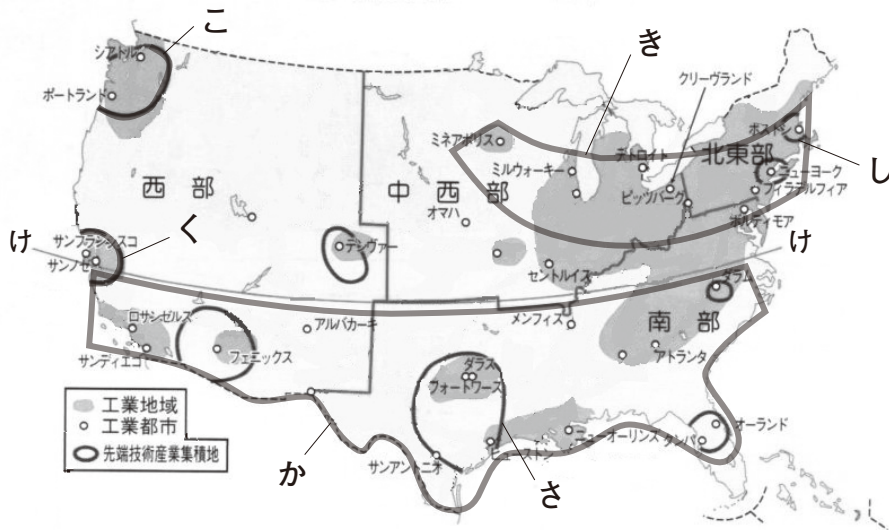 こ
き
シアトル
クリーヴランド
ポートランド
ボストン
ミネアポリス
デトロイト
北東部
し
ミルウォーキー
ニューヨーク
西部
中西部
ピッツバーグ
フィラデルフィア
オマハ
ボルティモア
け
サンフランシスコ
く
デンヴァー
け
サンノゼ
セントルイス
ダラム
ロサンゼルス
アルバカーキ
メンフィス
南部
サンディエゴ
フェニックス
ダラス
アトランタ
フォートワース
工業地域
工業都市
先端技術産業集積地
オーランド
ニューオーリンズ
タンパ
ヒューストン
か
サンアントニオ
さ